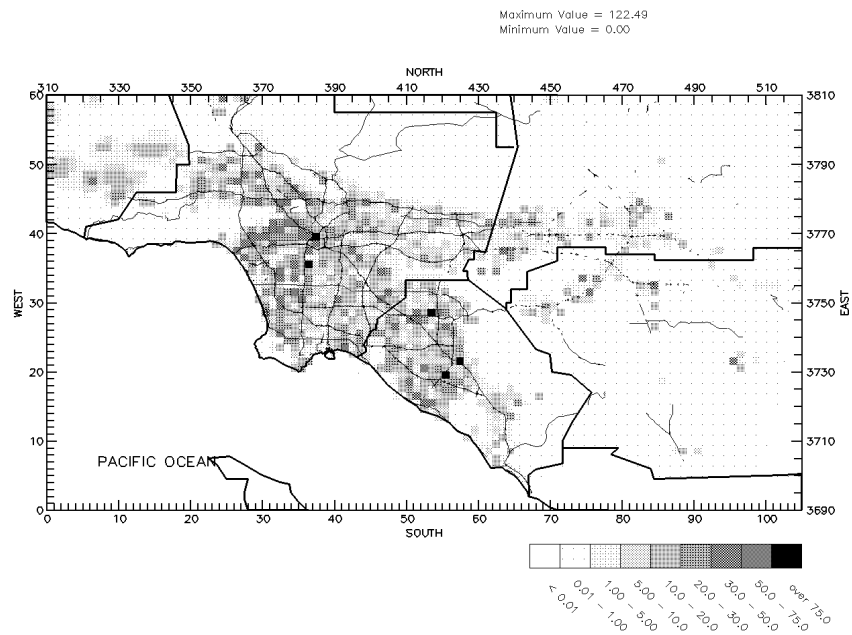 Maximum Value = 122.49
Minimum Value = 0.00
NORTH
310 330 350 370 390 410 430 450 470 490 510
60 3810
50 3790
40 3770
WEST 30 3750 EAST
20 3730
10 3710
PACIFIC OCEAN
0 3690
0 10 20 30 40 50 60 70 80 90 100
SOUTH
< 0.01
0.01 - 1.00
1.00 - 5.00
5.00 - 10.0
10.0 - 20.0
20.0 - 30.0
30.0 - 50.0
50.0 - 75.0
over 75.0